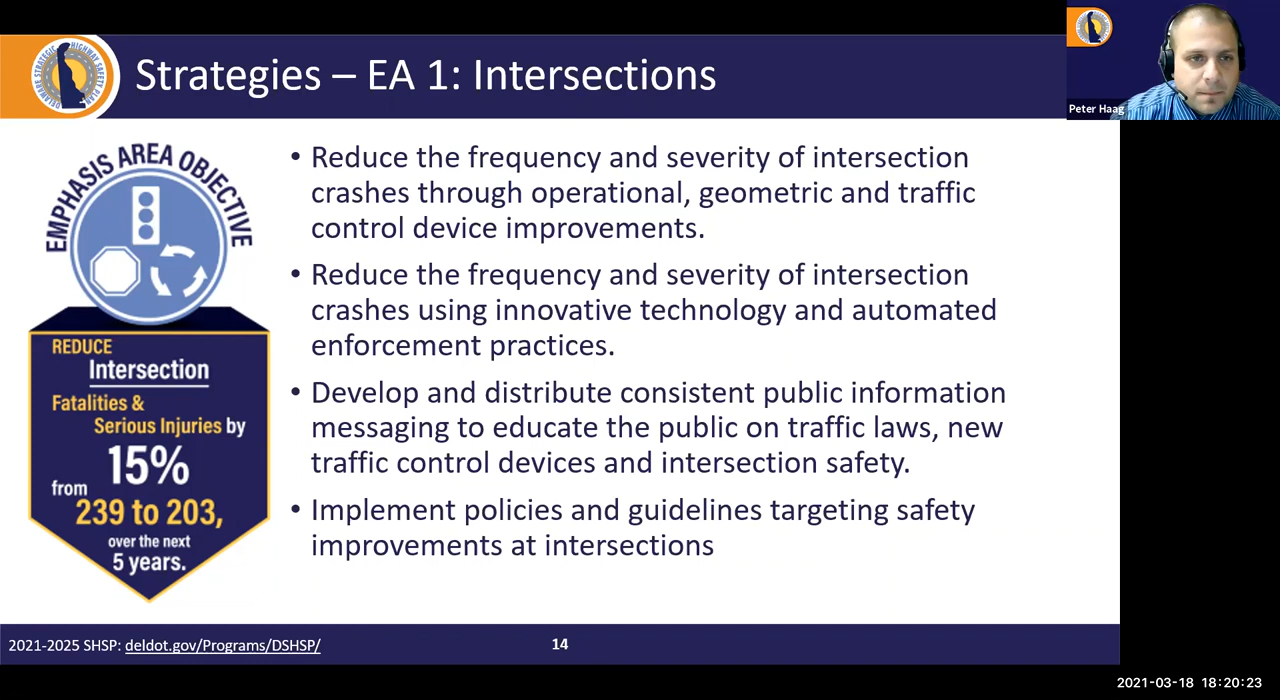 Strategies – EA 1: Intersections
DELAWARE STRATEGIC HIGHWAY SAFETY PLAN
Peter Haag
EMPHASIS AREA OBJECTIVE
REDUCE
Intersection
Fatalities &
Serious Injuries by
15%
from
239 to 203,
over the next
5 years.
• Reduce the frequency and severity of intersection
crashes through operational, geometric and traffic
control device improvements.
• Reduce the frequency and severity of intersection
crashes using innovative technology and automated
enforcement practices.
• Develop and distribute consistent public information
messaging to educate the public on traffic laws, new
traffic control devices and intersection safety.
• Implement policies and guidelines targeting safety
improvements at intersections
2021-2025 SHSP: deldot.gov/Programs/DSHSP/
14
2021-03-18 18:20:23